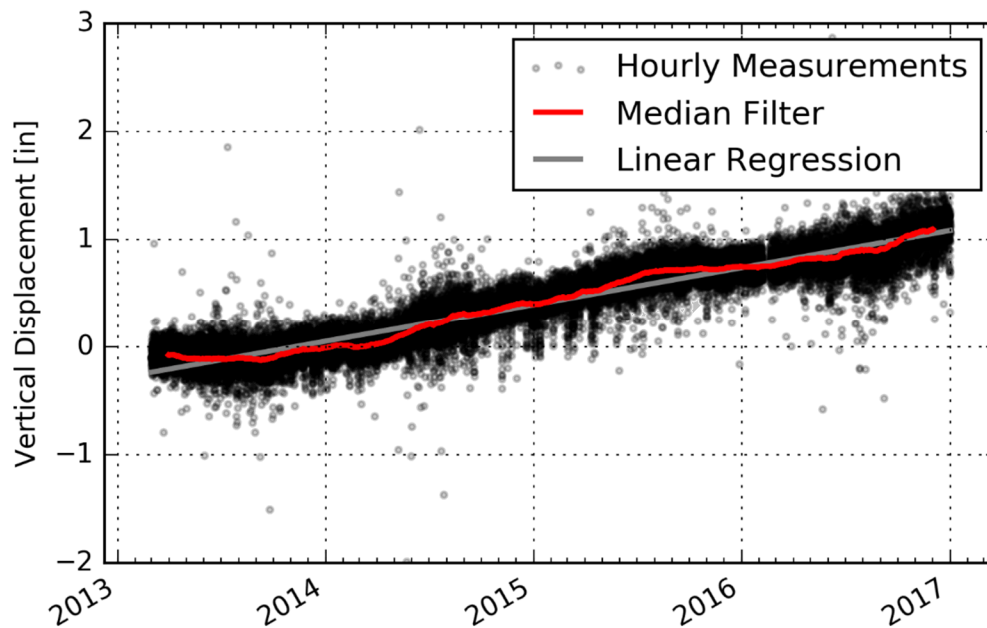 3
2
1
0
−1
−2
Vertical Displacement [in]
Hourly Measurements
Median Filter
Linear Regression
2013
2014
2015
2016
2017